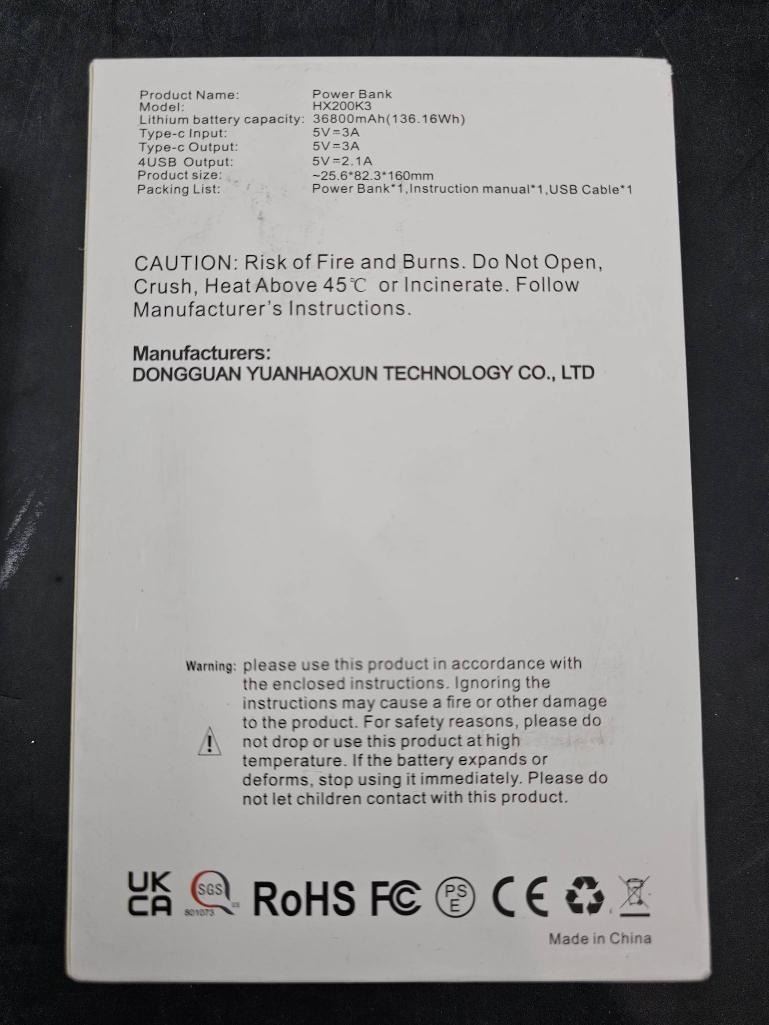 Product Name: Power Bank
Model: HX200K3
Lithium battery capacity: 36800mAh(136.16Wh)
Type-c Input: 5V=3A
Type-c Output: 5V=3A
4USB Output: 5V=2.1A
Product size: ~25.6*82.3*160mm
Packing List: Power Bank*1,Instruction manual*1,USB Cable*1
CAUTION: Risk of Fire and Burns. Do Not Open,
Crush, Heat Above 45℃ or Incinerate. Follow
Manufacturer's Instructions.
Manufacturers:
DONGGUAN YUANHAOXUN TECHNOLOGY CO., LTD
Warning: please use this product in accordance with
the enclosed instructions. Ignoring the
instructions may cause a fire or other damage
to the product. For safety reasons, please do
not drop or use this product at high
temperature. If the battery expands or
deforms, stop using it immediately. Please do
not let children contact with this product.
UK
CA
SGS
801073
RoHS FC PS
E
CE
Made in China